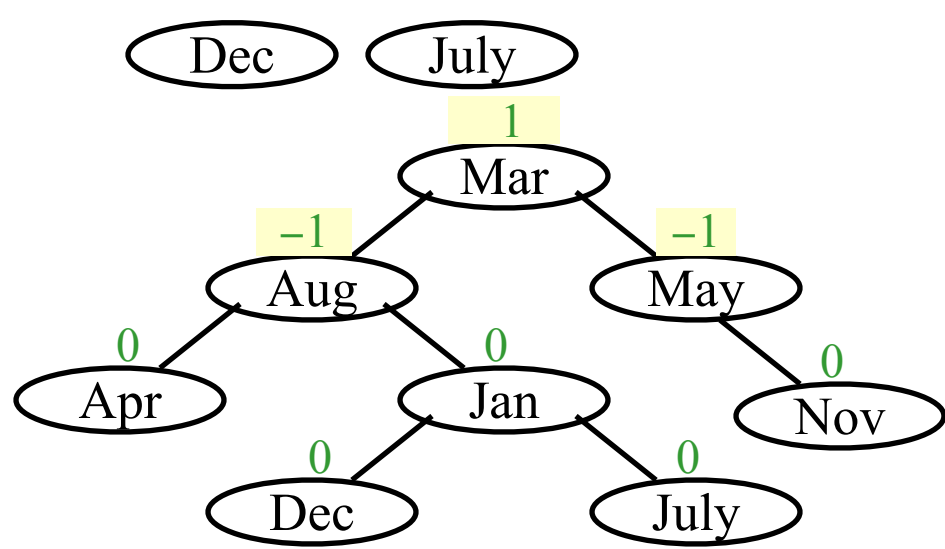 Dec July
1
Mar
−1 −1
Aug May
0 0 0
Apr Jan Nov
0 0
Dec July